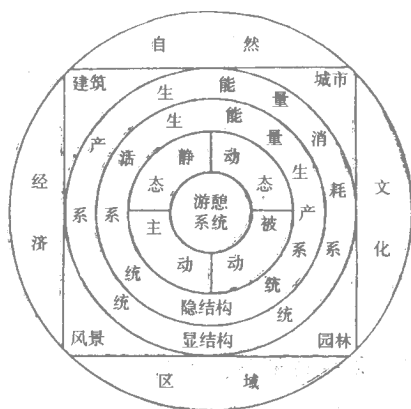 自然
建筑
城市
生产系统
能量消耗系统
生活系统
能量生产系统
静态
动态
游憩
系统
主动
被动
经济
文化
隐结构
显结构
风景
园林
区域